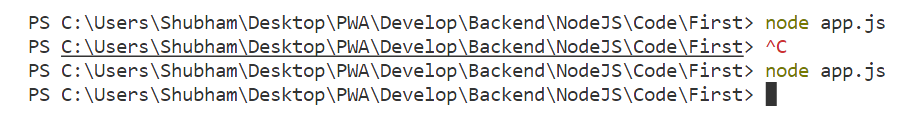 PS C:\Users\Shubham\Desktop\PWA\Develop\Backend\NodeJS\Code\First> node app.js
PS C:\Users\Shubham\Desktop\PWA\Develop\Backend\NodeJS\Code\First> ^C
PS C:\Users\Shubham\Desktop\PWA\Develop\Backend\NodeJS\Code\First> node app.js
PS C:\Users\Shubham\Desktop\PWA\Develop\Backend\NodeJS\Code\First>